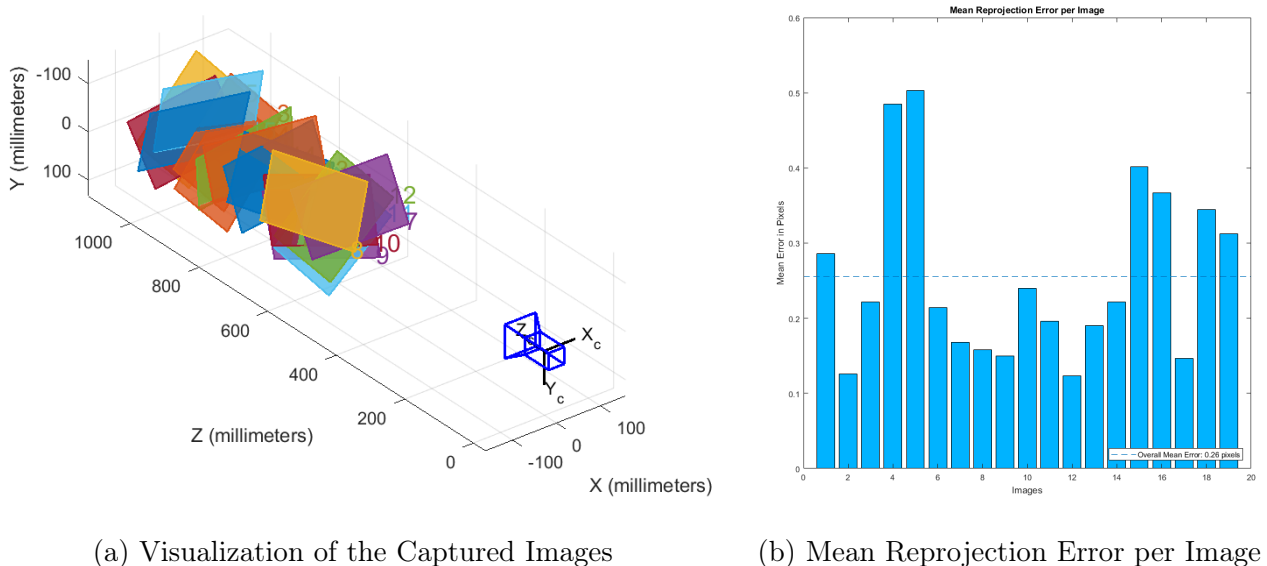 -100
0
100
Y (millimeters)
1000
800
600
400
200
0
Z (millimeters)
-100
0
100
X (millimeters)
12
7
10
9
8
Z
X_c
Y_c
Mean Reprojection Error per Image
0.6
0.5
0.4
0.3
0.2
0.1
0
Mean Error in Pixels
0 2 4 6 8 10 12 14 16 18 20
Images
Overall Mean Error: 0.26 pixels
(a) Visualization of the Captured Images
(b) Mean Reprojection Error per Image